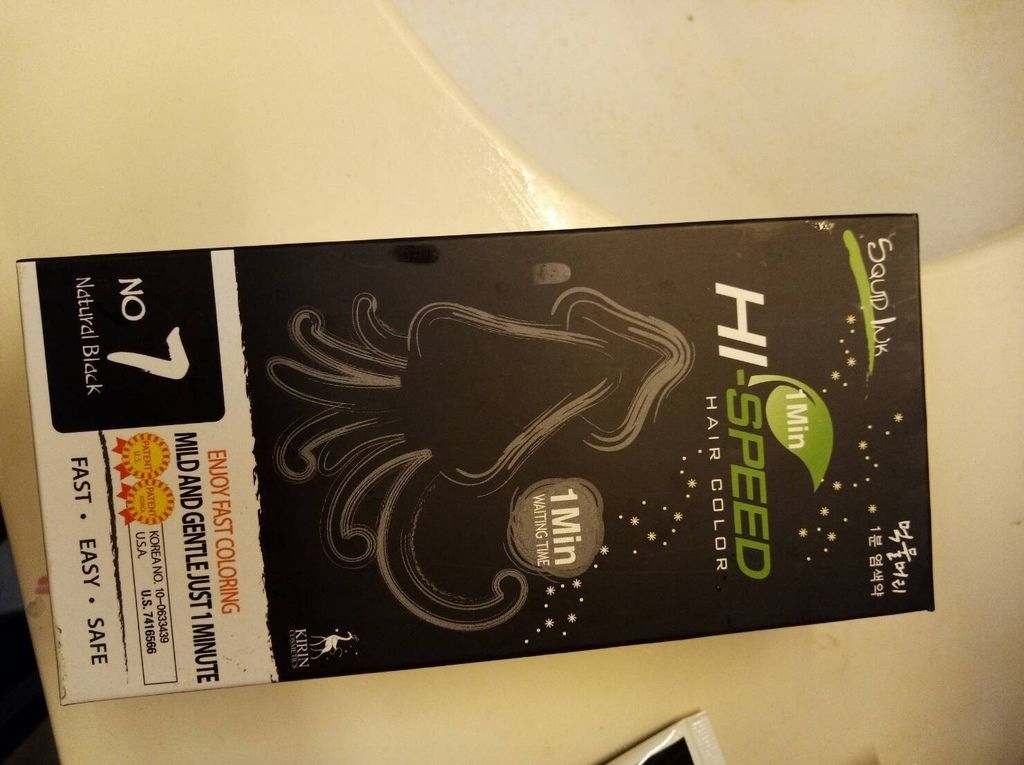 SQUID INK
먹물머리
1분 염색약
1Min
HI-SPEED
HAIR COLOR
1Min
WAITING TIME
KIRIN
COSMETICS
ENJOY FAST COLORING
MILD AND GENTLE JUST 1 MINUTE
NO 7
Natural Black
PATENT
U.S.
PATENT
KOREA
KOREA NO. 10-0633439
U.S.A. U.S. 7416566
FAST • EASY • SAFE